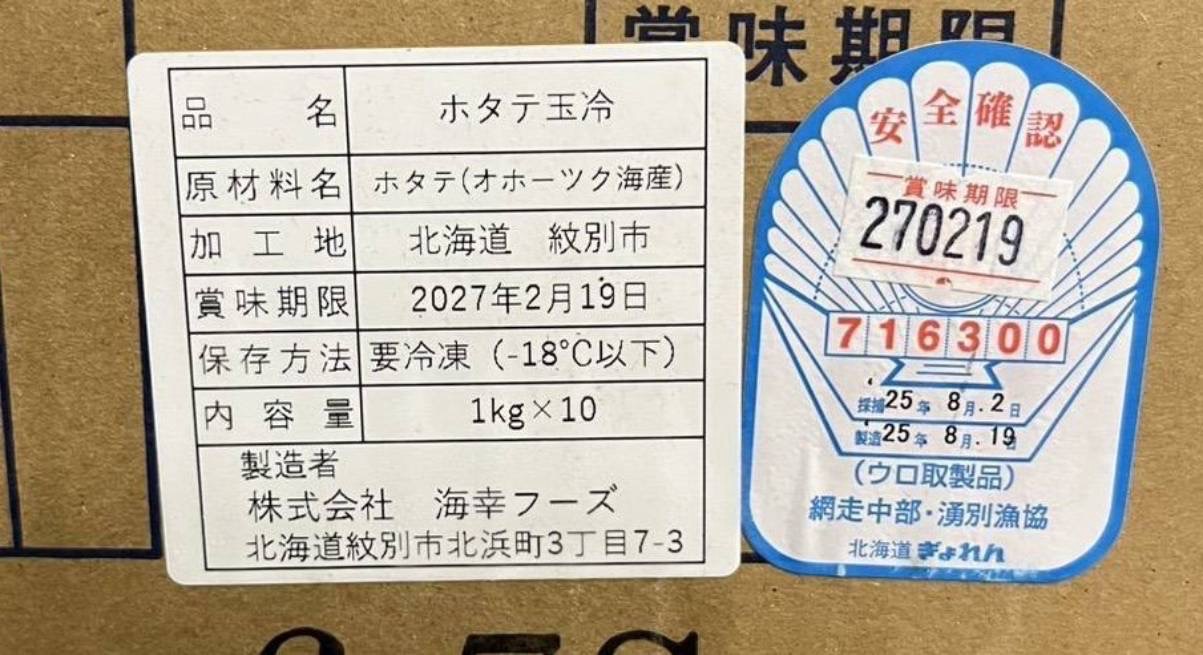 賞味期限
品名 ホタテ玉冷
原材料名 ホタテ(オホーツク海産)
加工地 北海道 紋別市
賞味期限 2027年2月19日
保存方法 要冷凍(-18℃以下)
内容量 1kg×10
製造者
株式会社 海幸フーズ
北海道紋別市北浜町3丁目7-3
安全確認
賞味期限
270219
716300
採捕'25年 8月.2日
製造'25年 8月.19日
(ウロ取製品)
網走中部・湧別漁協
北海道ぎょれん